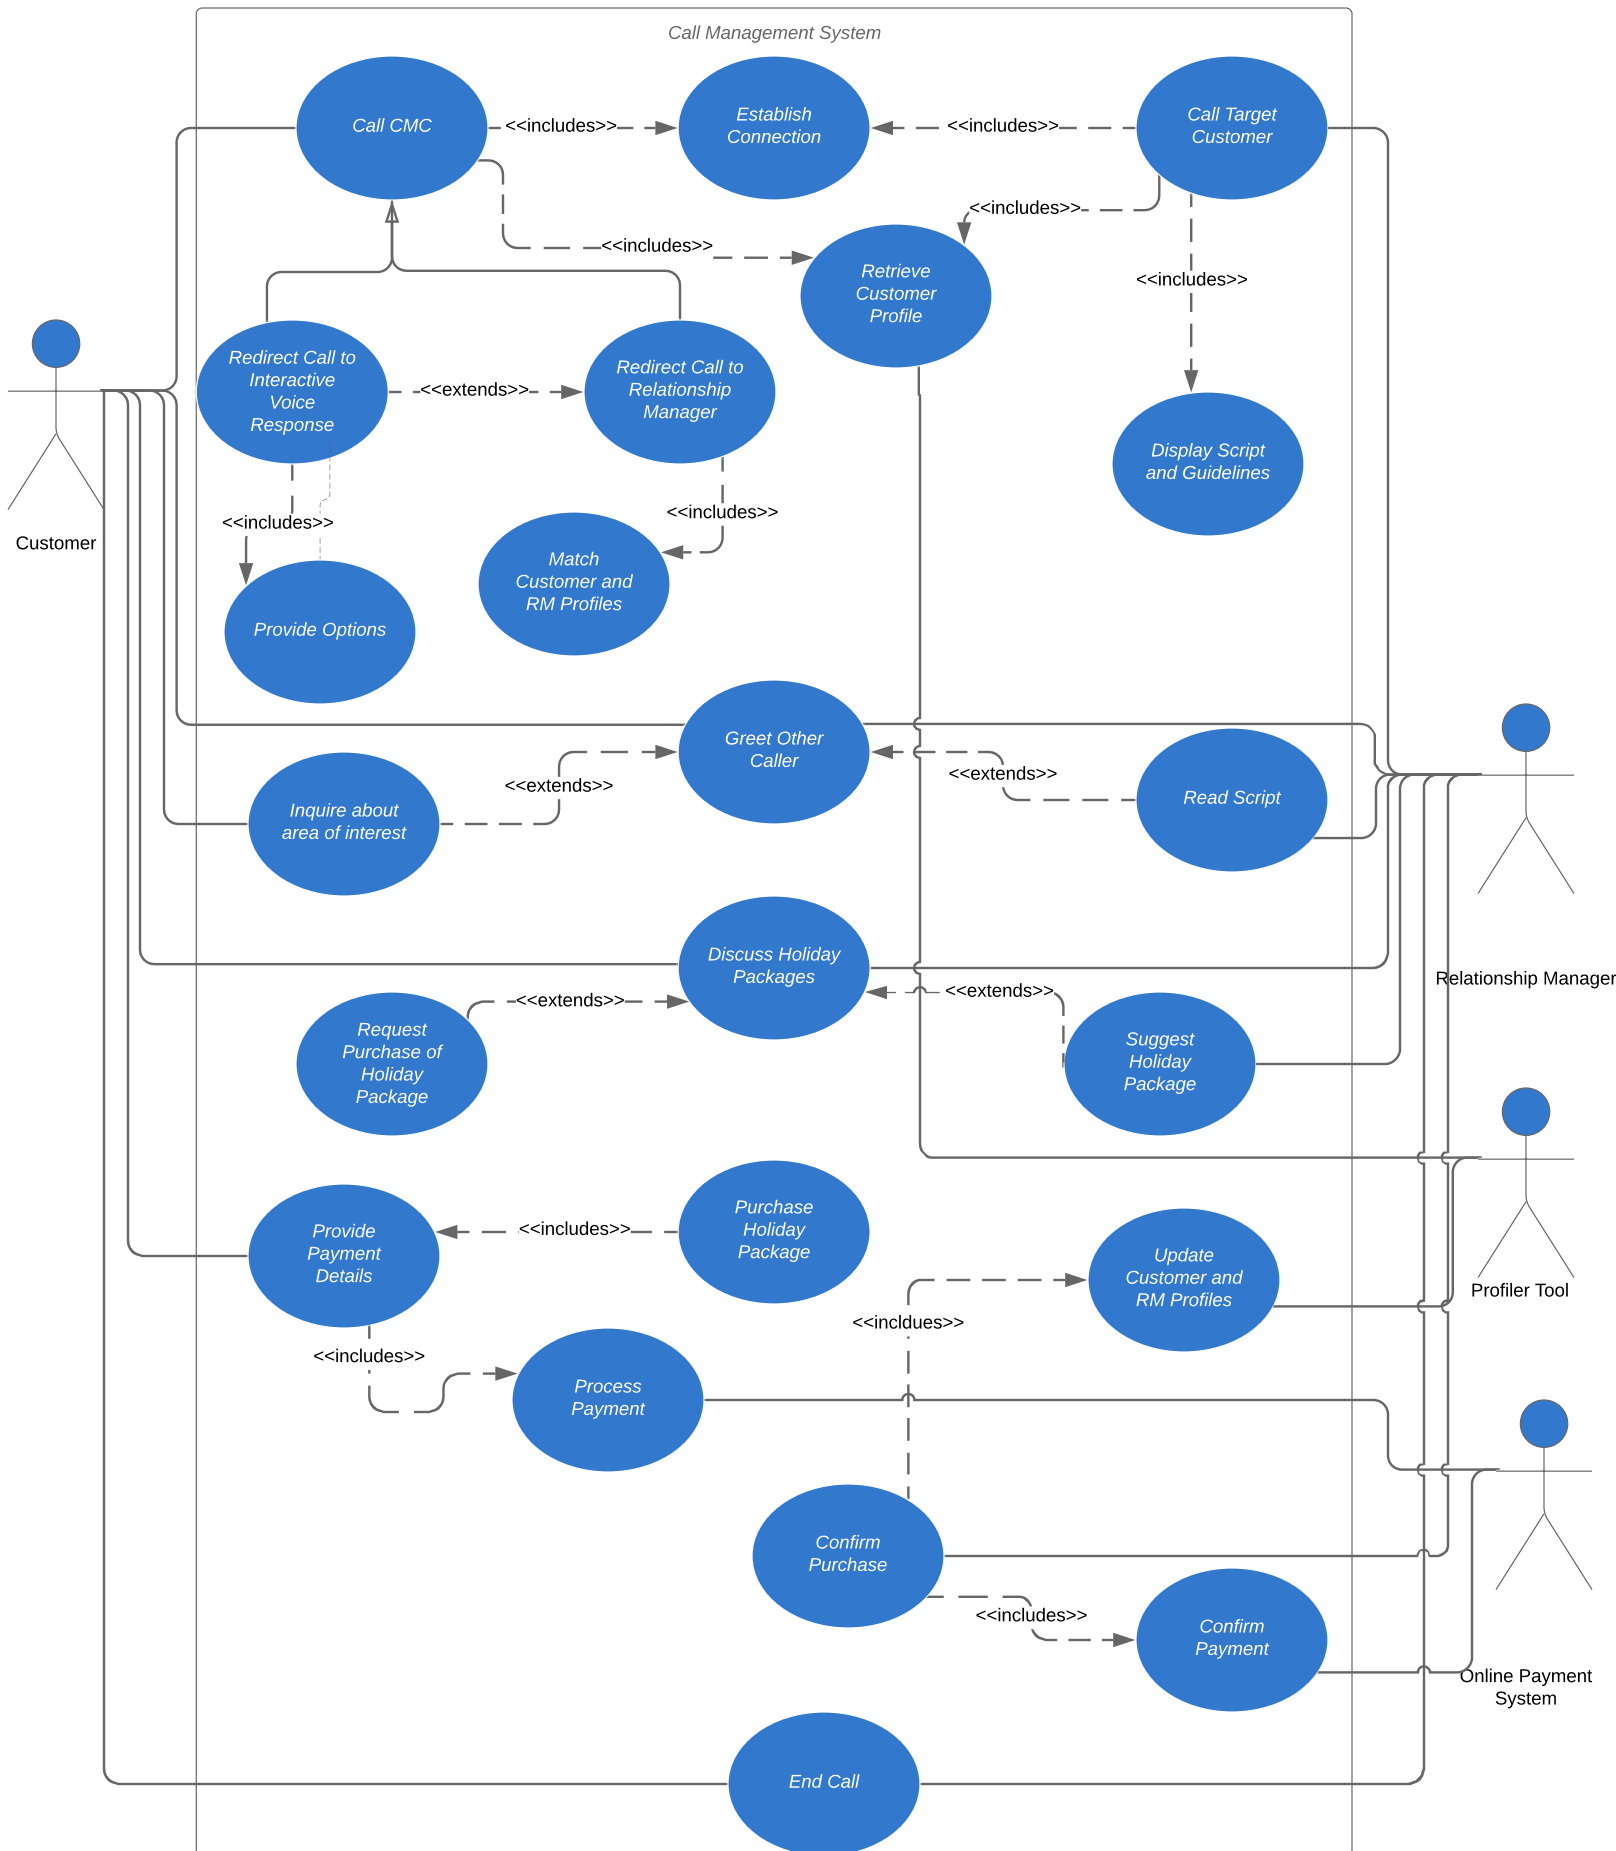 Call Management System
Call CMC
<<includes>>
Establish
Connection
<<includes>>
Call Target
Customer
<<includes>>
<<includes>>
Retrieve
Customer
Profile
<<includes>>
Redirect Call to
Interactive
Voice
Response
<<extends>>
Redirect Call to
Relationship
Manager
Display Script
and Guidelines
<<includes>>
<<includes>>
Customer
Match
Customer and
RM Profiles
Provide Options
Greet Other
Caller
<<extends>>
<<extends>>
Read Script
Inquire about
area of interest
Discuss Holiday
Packages
Relationship Manager
<<extends>>
<<extends>>
Request
Purchase of
Holiday
Package
Suggest
Holiday
Package
Provide
Payment
Details
<<includes>>
Purchase
Holiday
Package
Update
Customer and
RM Profiles
Profiler Tool
<<incldues>>
<<includes>>
Process
Payment
Confirm
Purchase
<<includes>>
Confirm
Payment
Online Payment
System
End Call